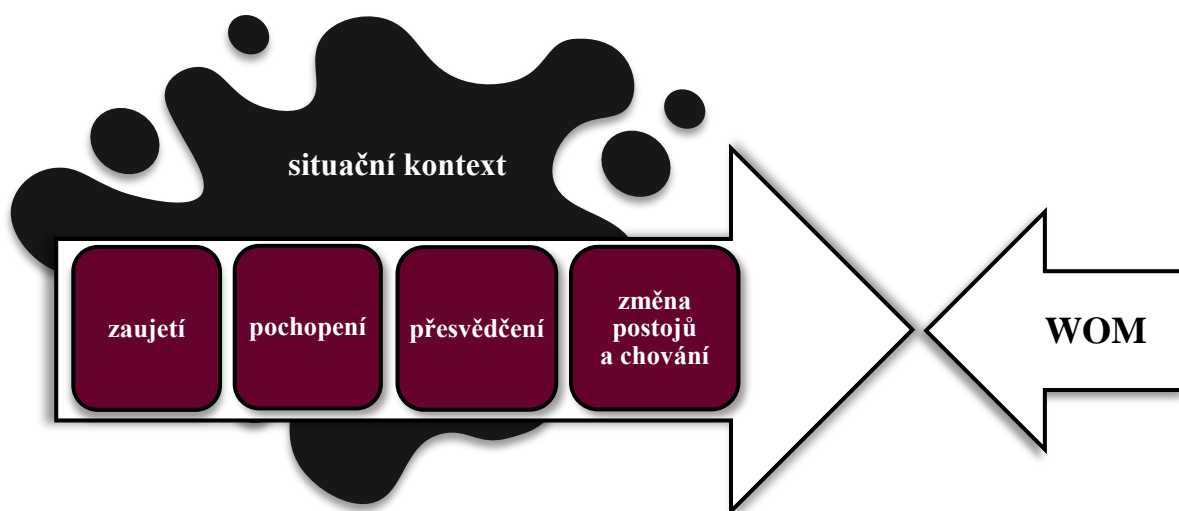 situační kontext
zaujetí
pochopení
přesvědčení
změna
postojů
a chování
WOM